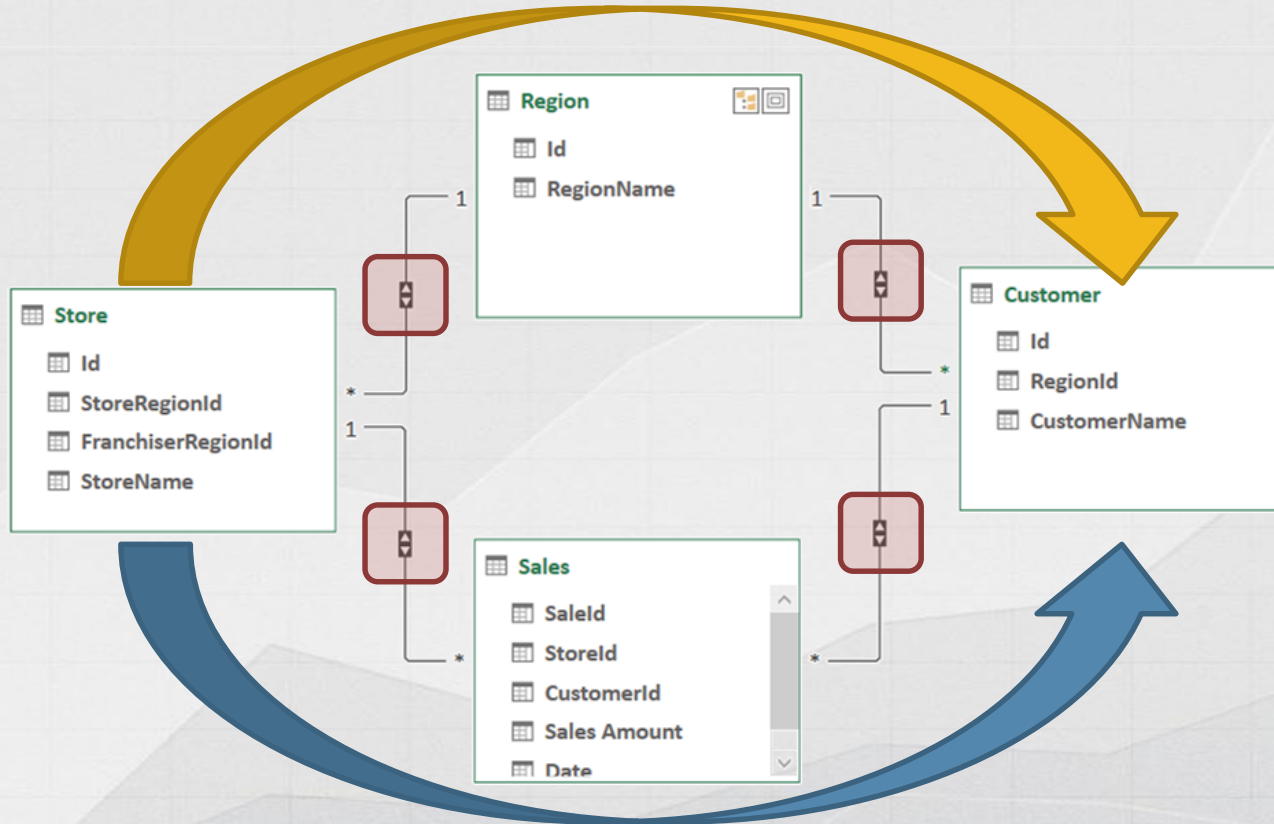 Region
Id
RegionName
1
1
Store
Id
StoreRegionId
FranchiserRegionId
StoreName
*
1
Customer
Id
RegionId
CustomerName
*
1
Sales
SaleId
StoreId
CustomerId
Sales Amount
Date
*
*